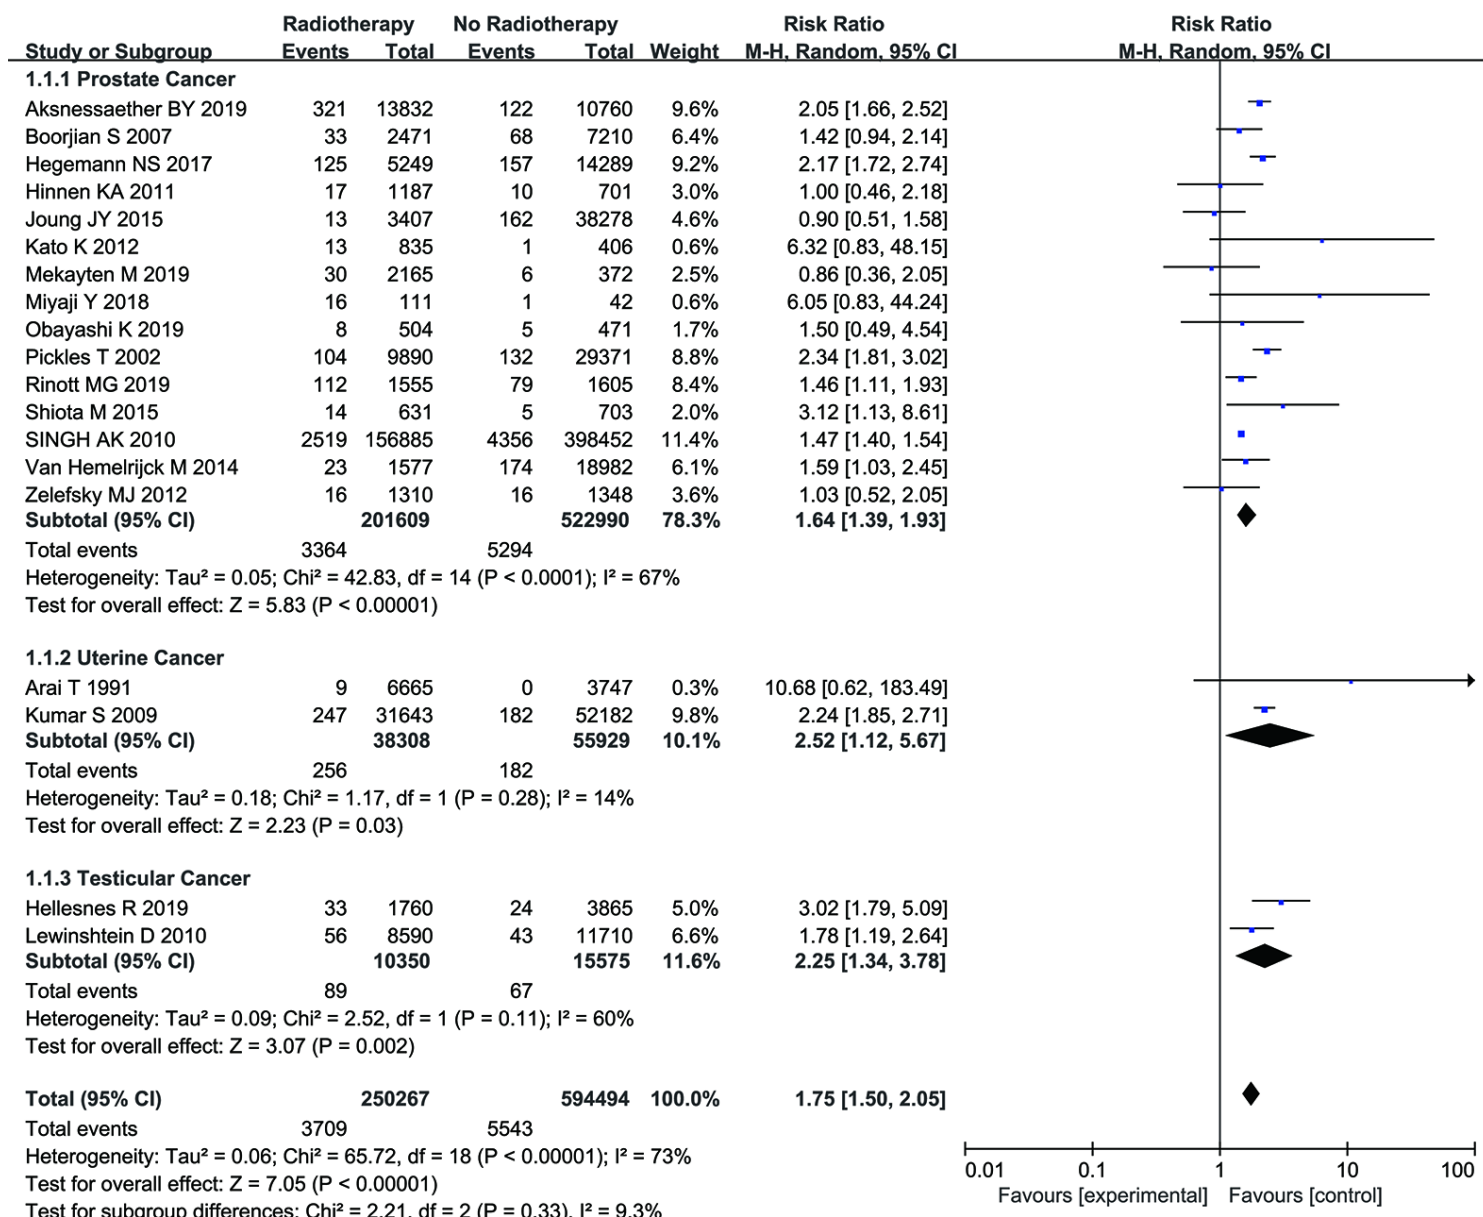 Radiotherapy No Radiotherapy Risk Ratio Risk Ratio
Study or Subgroup Events Total Events Total Weight M-H, Random, 95% CI M-H, Random, 95% CI
1.1.1 Prostate Cancer
Aksnessaether BY 2019 321 13832 122 10760 9.6% 2.05 [1.66, 2.52]
Boorjian S 2007 33 2471 68 7210 6.4% 1.42 [0.94, 2.14]
Hegemann NS 2017 125 5249 157 14289 9.2% 2.17 [1.72, 2.74]
Hinnen KA 2011 17 1187 10 701 3.0% 1.00 [0.46, 2.18]
Joung JY 2015 13 3407 162 38278 4.6% 0.90 [0.51, 1.58]
Kato K 2012 13 835 1 406 0.6% 6.32 [0.83, 48.15]
Mekayten M 2019 30 2165 6 372 2.5% 0.86 [0.36, 2.05]
Miyaji Y 2018 16 111 1 42 0.6% 6.05 [0.83, 44.24]
Obayashi K 2019 8 504 5 471 1.7% 1.50 [0.49, 4.54]
Pickles T 2002 104 9890 132 29371 8.8% 2.34 [1.81, 3.02]
Rinott MG 2019 112 1555 79 1605 8.4% 1.46 [1.11, 1.93]
Shiota M 2015 14 631 5 703 2.0% 3.12 [1.13, 8.61]
SINGH AK 2010 2519 156885 4356 398452 11.4% 1.47 [1.40, 1.54]
Van Hemelrijck M 2014 23 1577 174 18982 6.1% 1.59 [1.03, 2.45]
Zelefsky MJ 2012 16 1310 16 1348 3.6% 1.03 [0.52, 2.05]
Subtotal (95% CI) 201609 522990 78.3% 1.64 [1.39, 1.93]
Total events 3364 5294
Heterogeneity: Tau² = 0.05; Chi² = 42.83, df = 14 (P < 0.0001); I² = 67%
Test for overall effect: Z = 5.83 (P < 0.00001)
1.1.2 Uterine Cancer
Arai T 1991 9 6665 0 3747 0.3% 10.68 [0.62, 183.49]
Kumar S 2009 247 31643 182 52182 9.8% 2.24 [1.85, 2.71]
Subtotal (95% CI) 38308 55929 10.1% 2.52 [1.12, 5.67]
Total events 256 182
Heterogeneity: Tau² = 0.18; Chi² = 1.17, df = 1 (P = 0.28); I² = 14%
Test for overall effect: Z = 2.23 (P = 0.03)
1.1.3 Testicular Cancer
Hellesnes R 2019 33 1760 24 3865 5.0% 3.02 [1.79, 5.09]
Lewinshtein D 2010 56 8590 43 11710 6.6% 1.78 [1.19, 2.64]
Subtotal (95% CI) 10350 15575 11.6% 2.25 [1.34, 3.78]
Total events 89 67
Heterogeneity: Tau² = 0.09; Chi² = 2.52, df = 1 (P = 0.11); I² = 60%
Test for overall effect: Z = 3.07 (P = 0.002)
Total (95% CI) 250267 594494 100.0% 1.75 [1.50, 2.05]
Total events 3709 5543
Heterogeneity: Tau² = 0.06; Chi² = 65.72, df = 18 (P < 0.00001); I² = 73%
Test for overall effect: Z = 7.05 (P < 0.00001)
Test for subgroup differences: Chi² = 2.21, df = 2 (P = 0.33), I² = 9.3%
0.01 0.1 1 10 100
Favours [experimental] Favours [control]